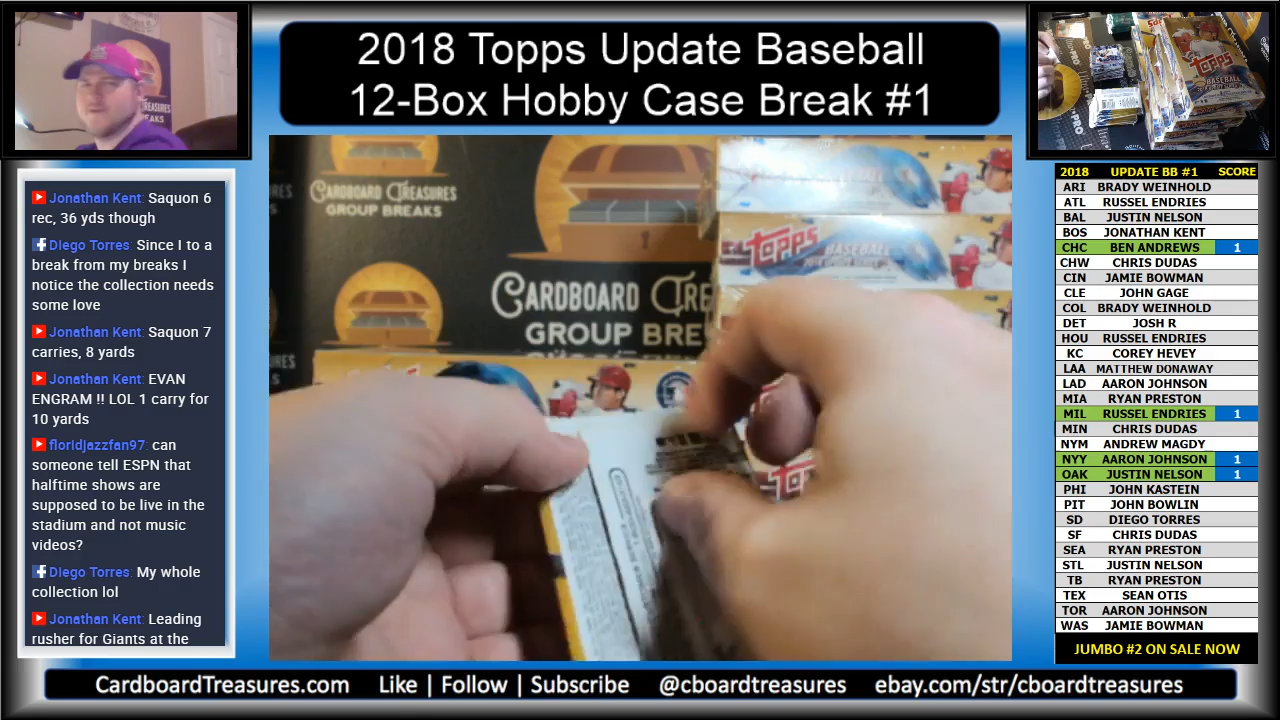 2018 Topps Update Baseball
12-Box Hobby Case Break #1
Jonathan Kent: Saquon 6
rec, 36 yds though
Diego Torres: Since I to a
break from my breaks I
notice the collection needs
some love
Jonathan Kent: Saquon 7
carries, 8 yards
Jonathan Kent: EVAN
ENGRAM !! LOL 1 carry for
10 yards
floridjazzfan97: can
someone tell ESPN that
halftime shows are
supposed to be live in the
stadium and not music
videos?
Diego Torres: My whole
collection lol
Jonathan Kent: Leading
rusher for Giants at the
CARDBOARD TREASURES
GROUP BREAKS
CARDBOARD TRE
GROUP BRE
topps BASEBALL
topps
TREASURES
BREAKS
topps
BASEBALL
2018 UPDATE BB #1 SCORE
ARI BRADY WEINHOLD
ATL RUSSEL ENDRIES
BAL JUSTIN NELSON
BOS JONATHAN KENT
CHC BEN ANDREWS 1
CHW CHRIS DUDAS
CIN JAMIE BOWMAN
CLE JOHN GAGE
COL BRADY WEINHOLD
DET JOSH R
HOU RUSSEL ENDRIES
KC COREY HEVEY
LAA MATTHEW DONAWAY
LAD AARON JOHNSON
MIA RYAN PRESTON
MIL RUSSEL ENDRIES 1
MIN CHRIS DUDAS
NYM ANDREW MAGDY
NYY AARON JOHNSON 1
OAK JUSTIN NELSON 1
PHI JOHN KASTEIN
PIT JOHN BOWLIN
SD DIEGO TORRES
SF CHRIS DUDAS
SEA RYAN PRESTON
STL JUSTIN NELSON
TB RYAN PRESTON
TEX SEAN OTIS
TOR AARON JOHNSON
WAS JAMIE BOWMAN
JUMBO #2 ON SALE NOW
CardboardTreasures.com Like | Follow | Subscribe @cboardtreasures ebay.com/str/cboardtreasures